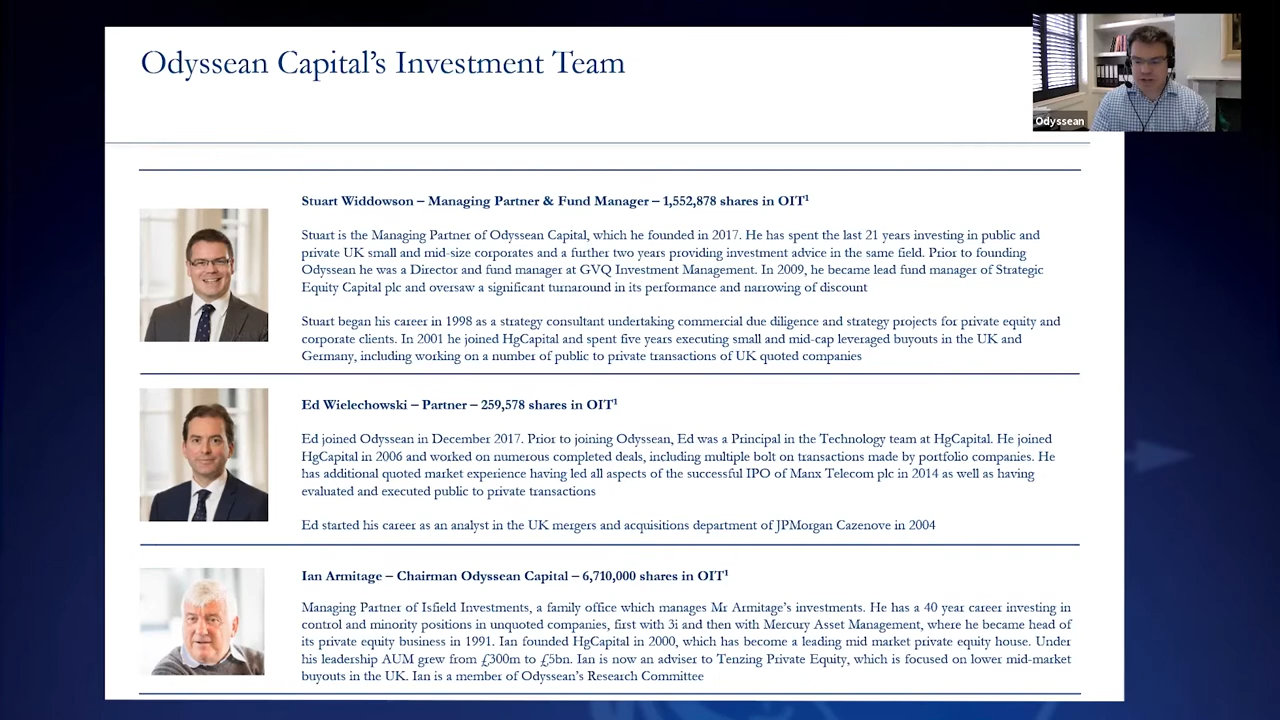 Odyssean Capital's Investment Team
Odyssean
Stuart Widdowson – Managing Partner & Fund Manager – 1,552,878 shares in OIT¹
Stuart is the Managing Partner of Odyssean Capital, which he founded in 2017. He has spent the last 21 years investing in public and
private UK small and mid-size corporates and a further two years providing investment advice in the same field. Prior to founding
Odyssean he was a Director and fund manager at GVQ Investment Management. In 2009, he became lead fund manager of Strategic
Equity Capital plc and oversaw a significant turnaround in its performance and narrowing of discount
Stuart began his career in 1998 as a strategy consultant undertaking commercial due diligence and strategy projects for private equity and
corporate clients. In 2001 he joined HgCapital and spent five years executing small and mid-cap leveraged buyouts in the UK and
Germany, including working on a number of public to private transactions of UK quoted companies
Ed Wielechowski – Partner – 259,578 shares in OIT¹
Ed joined Odyssean in December 2017. Prior to joining Odyssean, Ed was a Principal in the Technology team at HgCapital. He joined
HgCapital in 2006 and worked on numerous completed deals, including multiple bolt on transactions made by portfolio companies. He
has additional quoted market experience having led all aspects of the successful IPO of Manx Telecom plc in 2014 as well as having
evaluated and executed public to private transactions
Ed started his career as an analyst in the UK mergers and acquisitions department of JPMorgan Cazenove in 2004
Ian Armitage – Chairman Odyssean Capital – 6,710,000 shares in OIT¹
Managing Partner of Isfield Investments, a family office which manages Mr Armitage's investments. He has a 40 year career investing in
control and minority positions in unquoted companies, first with 3i and then with Mercury Asset Management, where he became head of
its private equity business in 1991. Ian founded HgCapital in 2000, which has become a leading mid market private equity house. Under
his leadership AUM grew from £300m to £5bn. Ian is now an adviser to Tenzing Private Equity, which is focused on lower mid-market
buyouts in the UK. Ian is a member of Odyssean's Research Committee